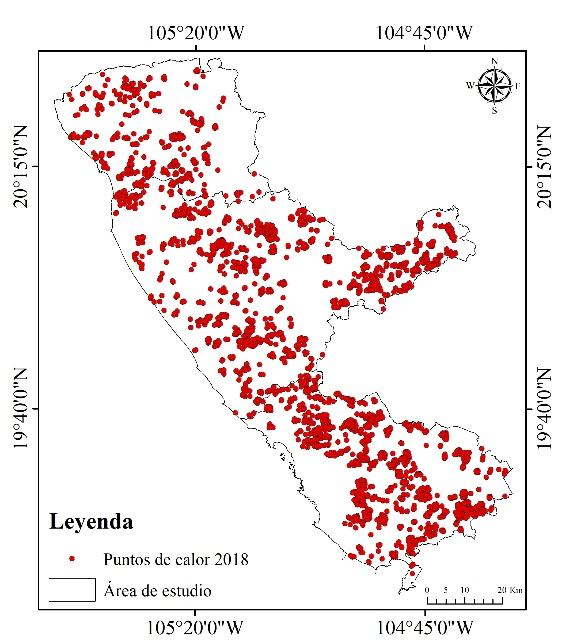 105°20'0"W 104°45'0"W
N
W E
S
20°15'0"N 20°15'0"N
19°40'0"N 19°40'0"N
Leyenda
Puntos de calor 2018
Área de estudio
0 5 10 20 Km
105°20'0"W 104°45'0"W